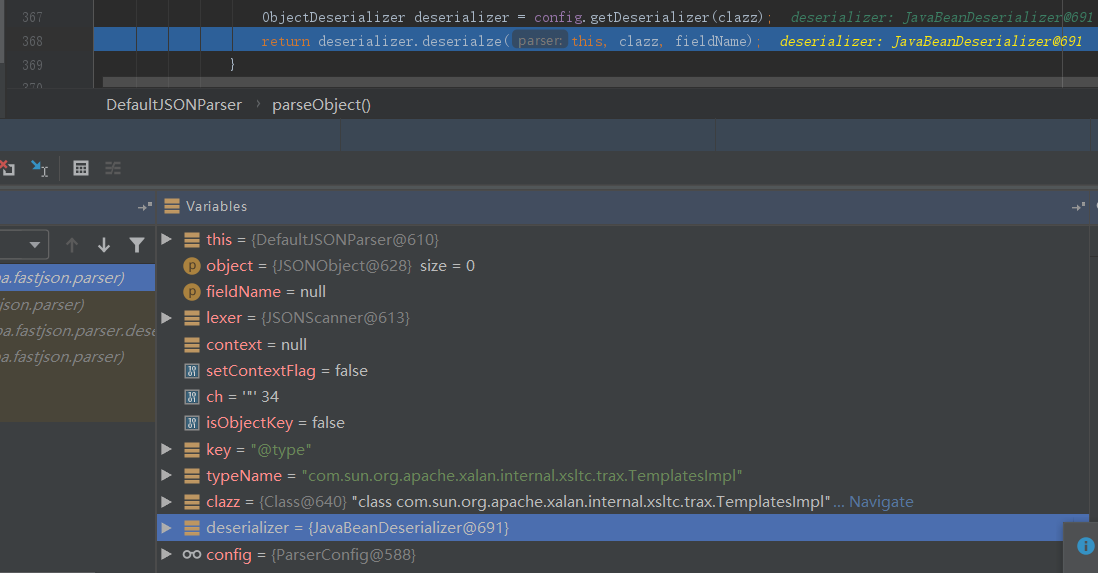 367 ObjectDeserializer deserializer = config.getDeserializer(clazz); deserializer: JavaBeanDeserializer@691
368 return deserializer.deserialze( parser: this, clazz, fieldName); deserializer: JavaBeanDeserializer@691
369 }
370
DefaultJSONParser › parseObject()
Variables
this = {DefaultJSONParser@610}
object = {JSONObject@628} size = 0
a.fastjson.parser)
fieldName = null
json.parser)
lexer = {JSONScanner@613}
a.fastjson.parser.dese
context = null
a.fastjson.parser)
setContextFlag = false
ch = '"' 34
isObjectKey = false
key = "@type"
typeName = "com.sun.org.apache.xalan.internal.xsltc.trax.TemplatesImpl"
clazz = {Class@640} "class com.sun.org.apache.xalan.internal.xsltc.trax.TemplatesImpl"... Navigate
deserializer = {JavaBeanDeserializer@691}
config = {ParserConfig@588}